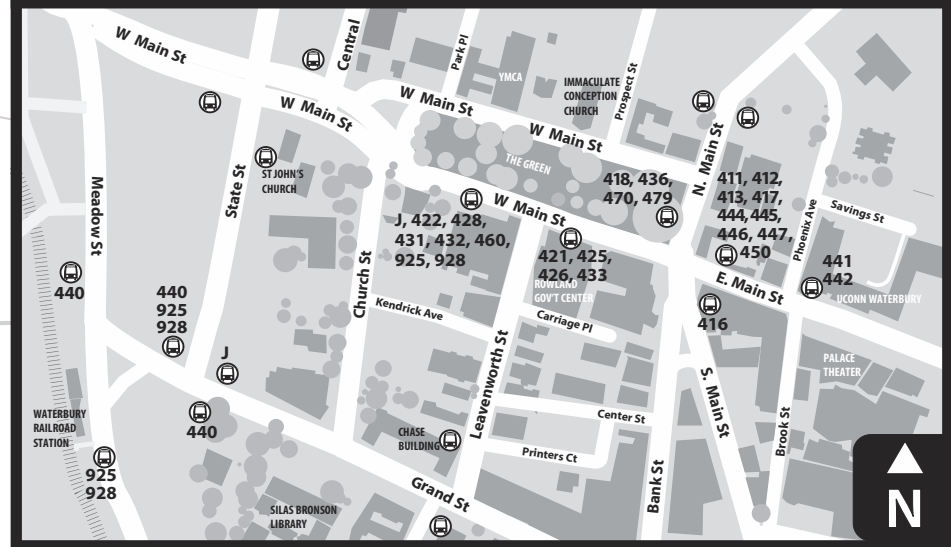 W Main St
Central
Park Pl
YMCA
IMMACULATE
CONCEPTION
CHURCH
Prospect St
W Main St
W Main St
W Main St
THE GREEN
N. Main St
ST JOHN'S
CHURCH
State St
Meadow St
418, 436,
470, 479
411, 412,
413, 417,
444, 445,
446, 447,
450
Phoenix Ave
Savings St
W Main St
J, 422, 428,
431, 432, 460,
925, 928
421, 425,
426, 433
ROWLAND
GOV'T CENTER
441
442
E. Main St
UCONN WATERBURY
440
440
925
928
Church St
Kendrick Ave
Carriage Pl
416
J
Leavenworth St
PALACE
THEATER
S. Main St
WATERBURY
RAILROAD
STATION
440
CHASE
BUILDING
Center St
Printers Ct
Brook St
Bank St
925
928
Grand St
SILAS BRONSON
LIBRARY
N